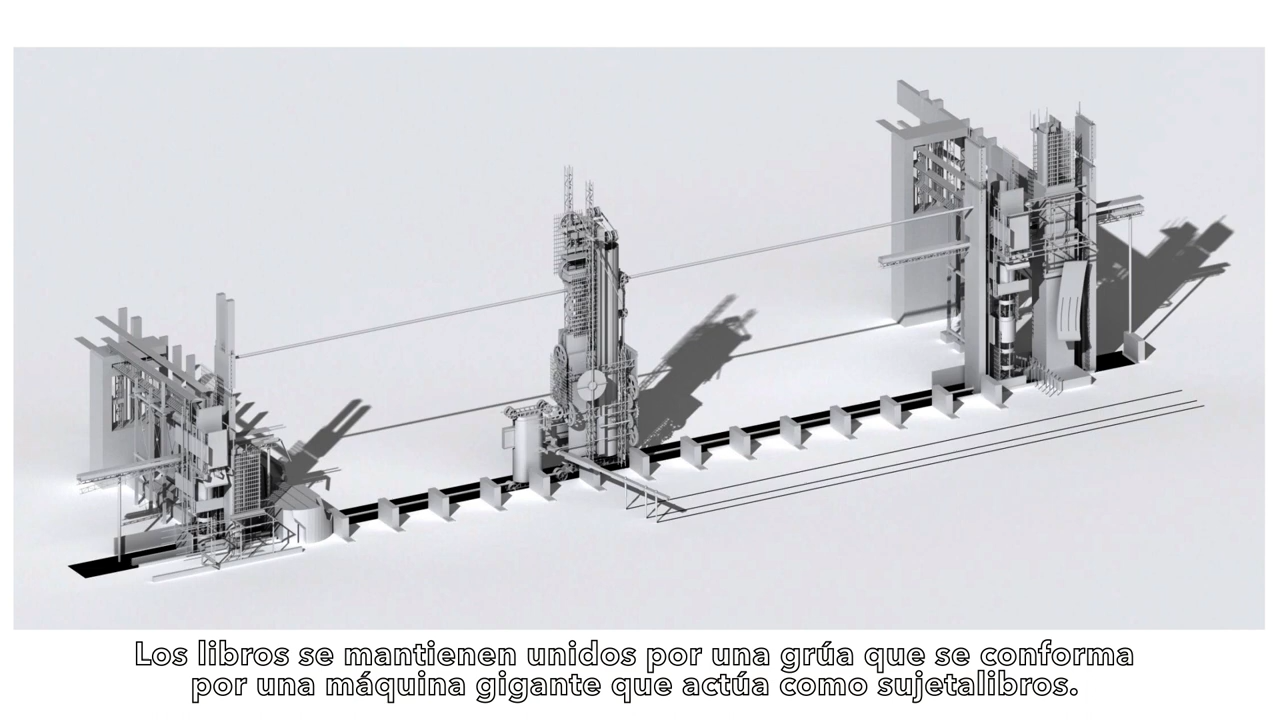 Los libros se mantienen unidos por una grúa que se conforma
por una máquina gigante que actúa como sujetalibros.